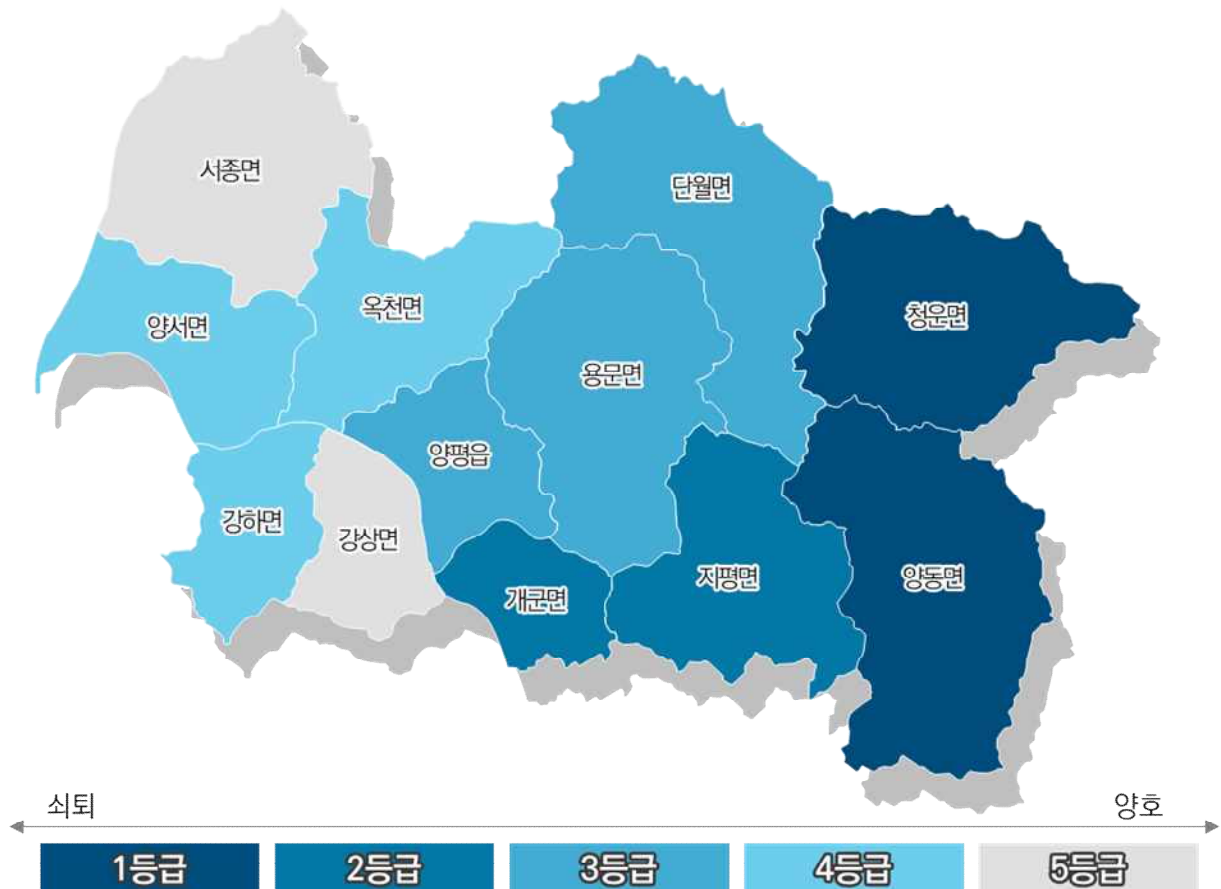 서종면
단월면
옥천면
청운면
양서면
용문면
양평읍
강하면
강상면
지평면
양동면
개군면
쇠퇴
양호
1등급
2등급
3등급
4등급
5등급